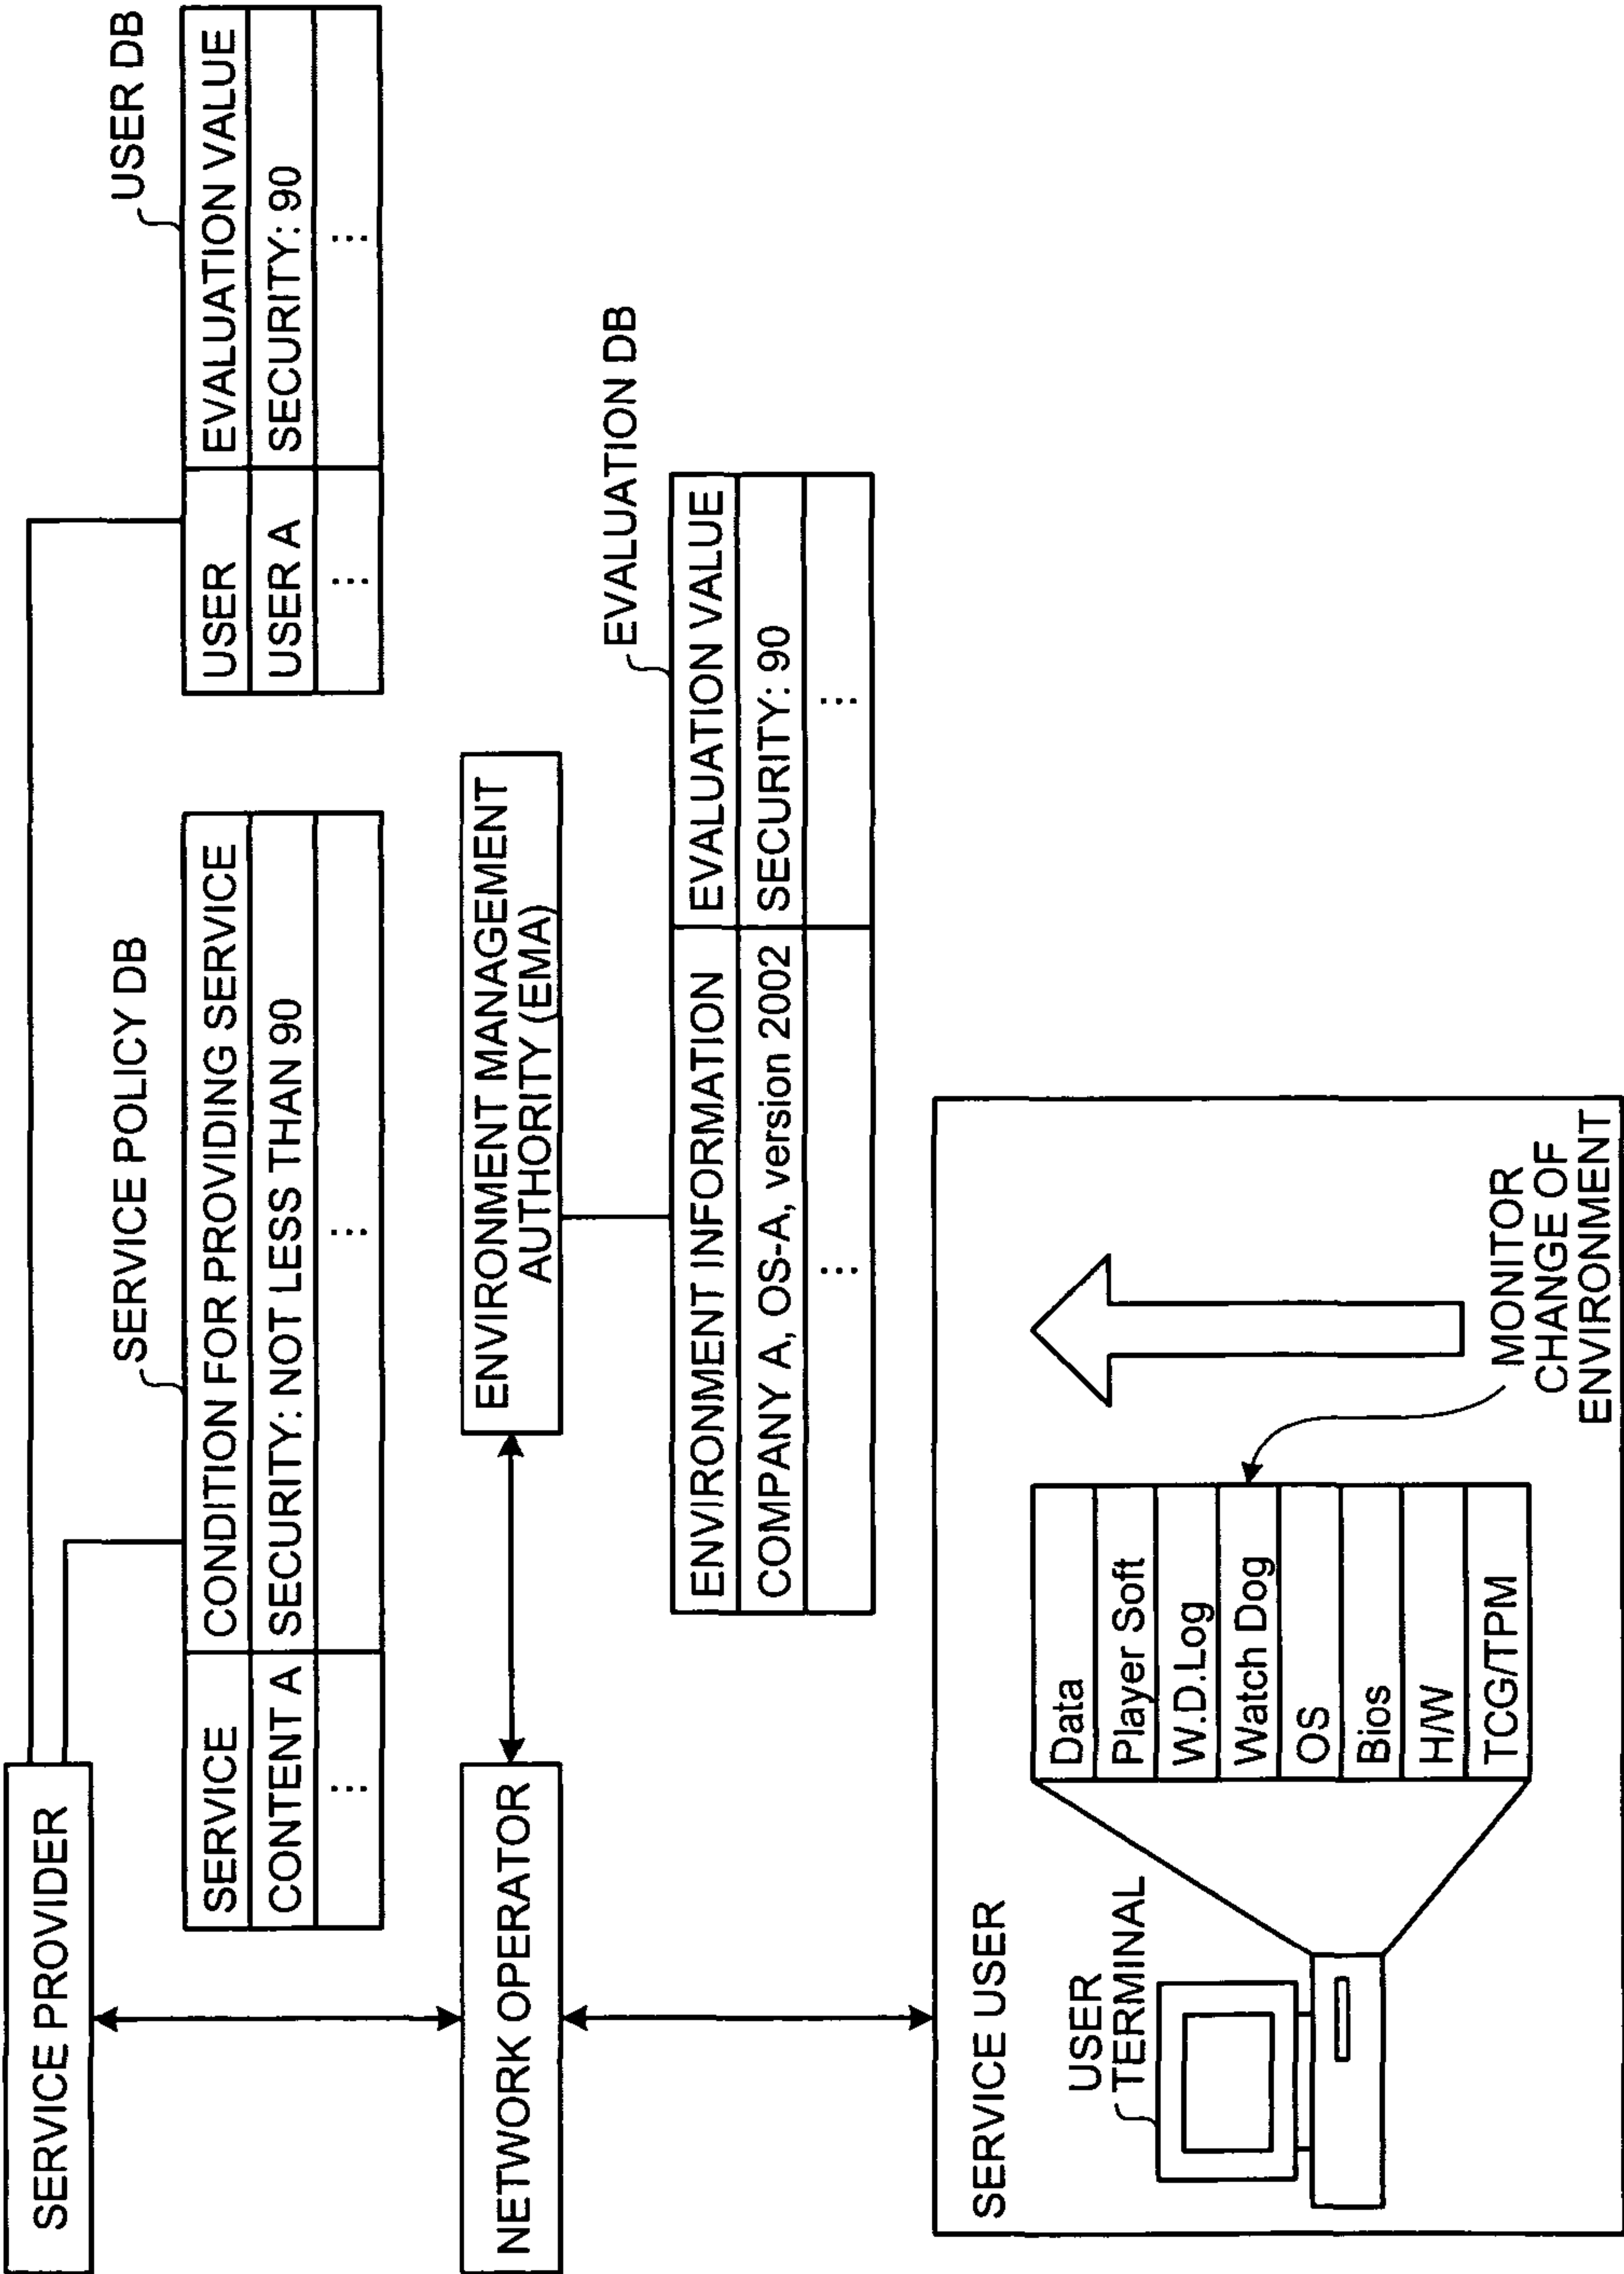 SERVICE PROVIDER
SERVICE POLICY DB
SERVICE CONDITION FOR PROVIDING SERVICE
CONTENT A SECURITY: NOT LESS THAN 90
... ...
USER DB
USER EVALUATION VALUE
USER A SECURITY: 90
... ...
NETWORK OPERATOR
ENVIRONMENT MANAGEMENT
AUTHORITY (EMA)
EVALUATION DB
ENVIRONMENT INFORMATION EVALUATION VALUE
COMPANY A, OS-A, version 2002 SECURITY: 90
... ...
SERVICE USER
USER
TERMINAL
Data
Player Soft
W.D.Log
Watch Dog
OS
Bios
H/W
TCG/TPM
MONITOR
CHANGE OF
ENVIRONMENT